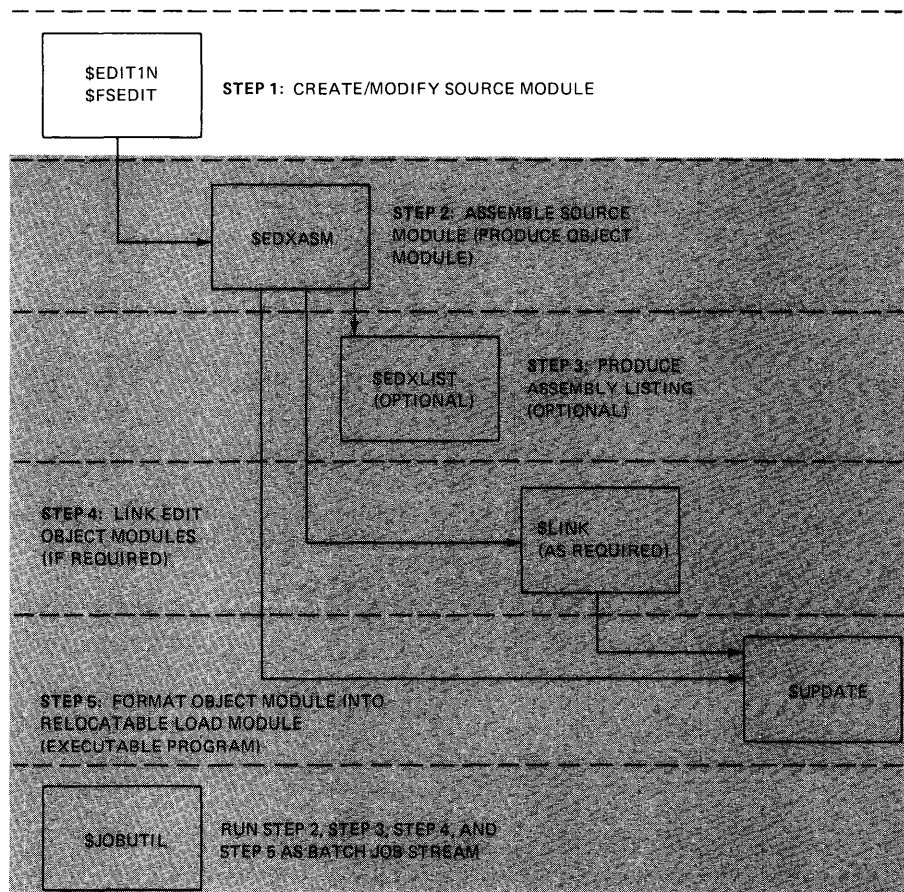 $EDIT1N
$FSEDIT
STEP 1: CREATE/MODIFY SOURCE MODULE
$EDXASM
STEP 2: ASSEMBLE SOURCE
MODULE (PRODUCE OBJECT
MODULE)
$EDXLIST
(OPTIONAL)
STEP 3: PRODUCE
ASSEMBLY LISTING
(OPTIONAL)
STEP 4: LINK EDIT
OBJECT MODULES
(IF REQUIRED)
$LINK
(AS REQUIRED)
$UPDATE
STEP 5: FORMAT OBJECT MODULE INTO
RELOCATABLE LOAD MODULE
(EXECUTABLE PROGRAM)
$JOBUTIL
RUN STEP 2, STEP 3, STEP 4, AND
STEP 5 AS BATCH JOB STREAM